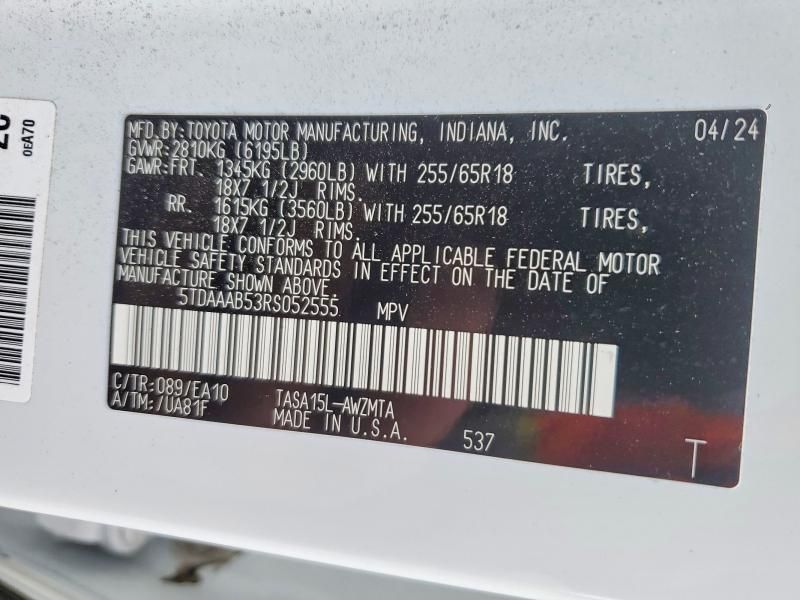 MFD.BY:TOYOTA MOTOR MANUFACTURING, INDIANA, INC. 04/24
GVWR:2810KG (6195LB)
GAWR:FRT. 1345KG (2960LB) WITH 255/65R18 TIRES,
18X7 1/2J RIMS.
RR. 1615KG (3560LB) WITH 255/65R18 TIRES,
18X7 1/2J RIMS.
THIS VEHICLE CONFORMS TO ALL APPLICABLE FEDERAL MOTOR
VEHICLE SAFETY STANDARDS IN EFFECT ON THE DATE OF
MANUFACTURE SHOWN ABOVE.
5TDAAAB53RS052555 MPV
C/TR:089/EA10 TASA15L-AWZMTA
A/TM:/UA81F MADE IN U.S.A. 537 T
0EA70